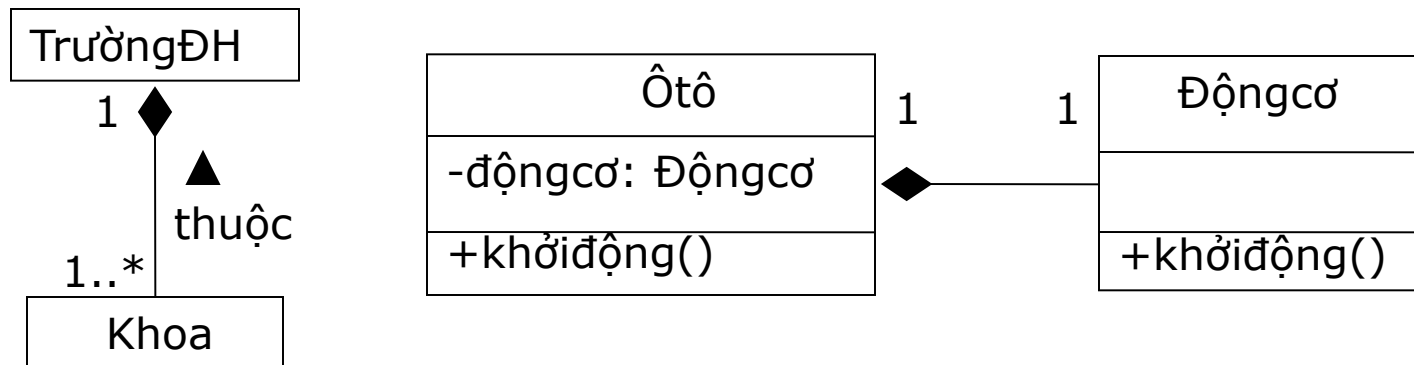 TrườngĐH
1
thuộc
1..*
Khoa
Ôtô
-độngcơ: Độngcơ
+khởiđộng()
1
1
Độngcơ
+khởiđộng()